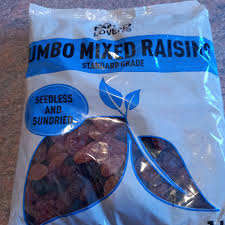 FOOD
LOVER'S
UMBO MIXED RAISIN
STANDARD GRADE
SEEDLESS
AND
SUNDRIED